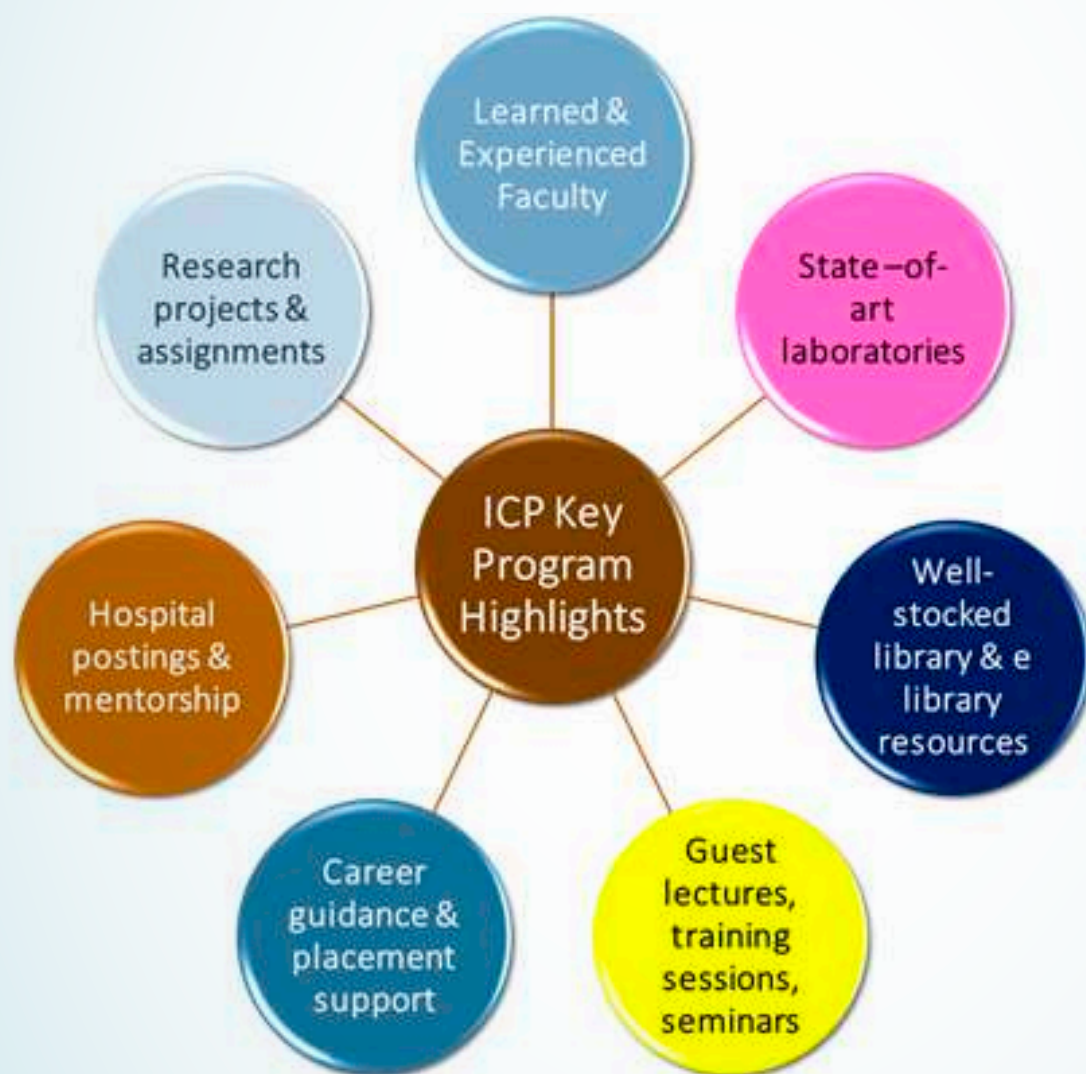 Learned &
Experienced
Faculty
State –of-
art
laboratories
Well-
stocked
library & e
library
resources
Guest
lectures,
training
sessions,
seminars
Career
guidance &
placement
support
Hospital
postings &
mentorship
Research
projects &
assignments
ICP Key
Program
Highlights